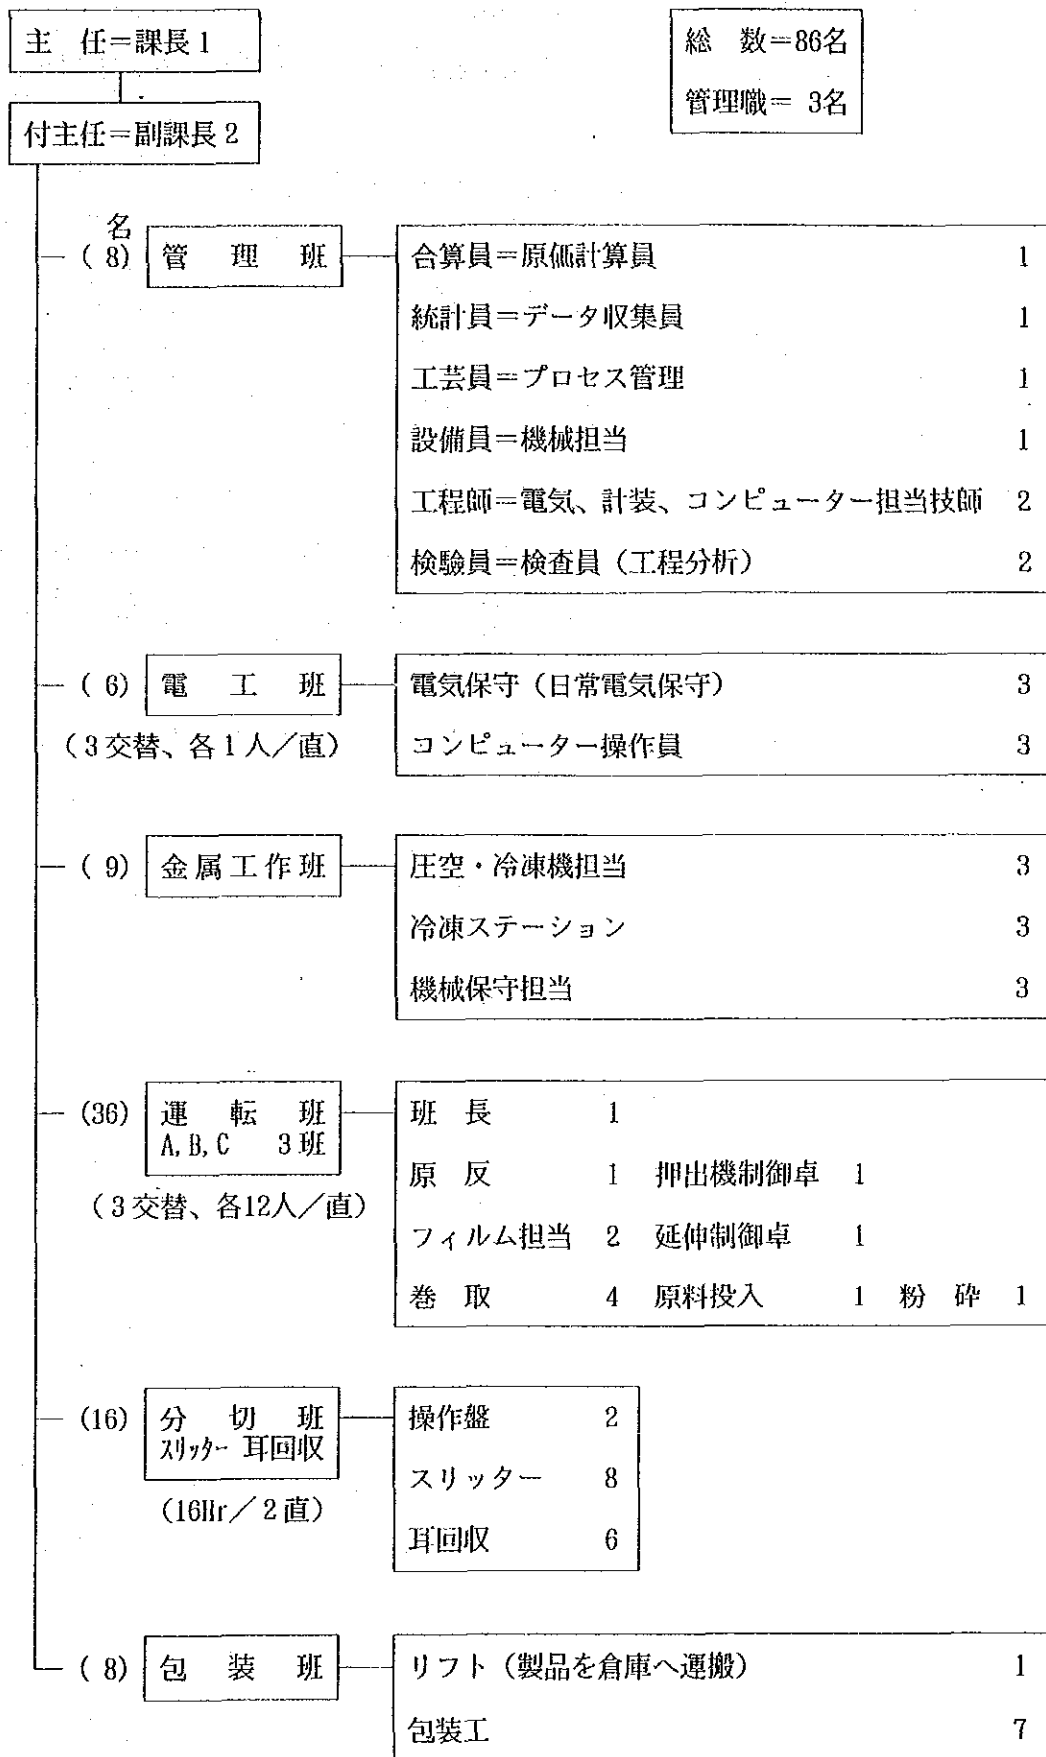 主 任＝課長1
総 数＝86名
管理職＝ 3名
付主任＝副課長2
名
( 8) 管 理 班
合算員＝原価計算員 1
統計員＝データ収集員 1
工芸員＝プロセス管理 1
設備員＝機械担当 1
工程師＝電気、計装、コンピューター担当技師 2
検験員＝検査員（工程分析） 2
( 6) 電 工 班
（3交替、各1人／直）
電気保守（日常電気保守） 3
コンピューター操作員 3
( 9) 金属工作班
圧空・冷凍機担当 3
冷凍ステーション 3
機械保守担当 3
(36) 運 転 班
A,B,C 3班
（3交替、各12人／直）
班 長 1
原 反 1 押出機制御卓 1
フィルム担当 2 延伸制御卓 1
巻 取 4 原料投入 1 粉 砕 1
(16) 分 切 班
スリッター 耳回収
（16Hr／2直）
操作盤 2
スリッター 8
耳回収 6
( 8) 包 装 班
リフト（製品を倉庫へ運搬） 1
包装工 7